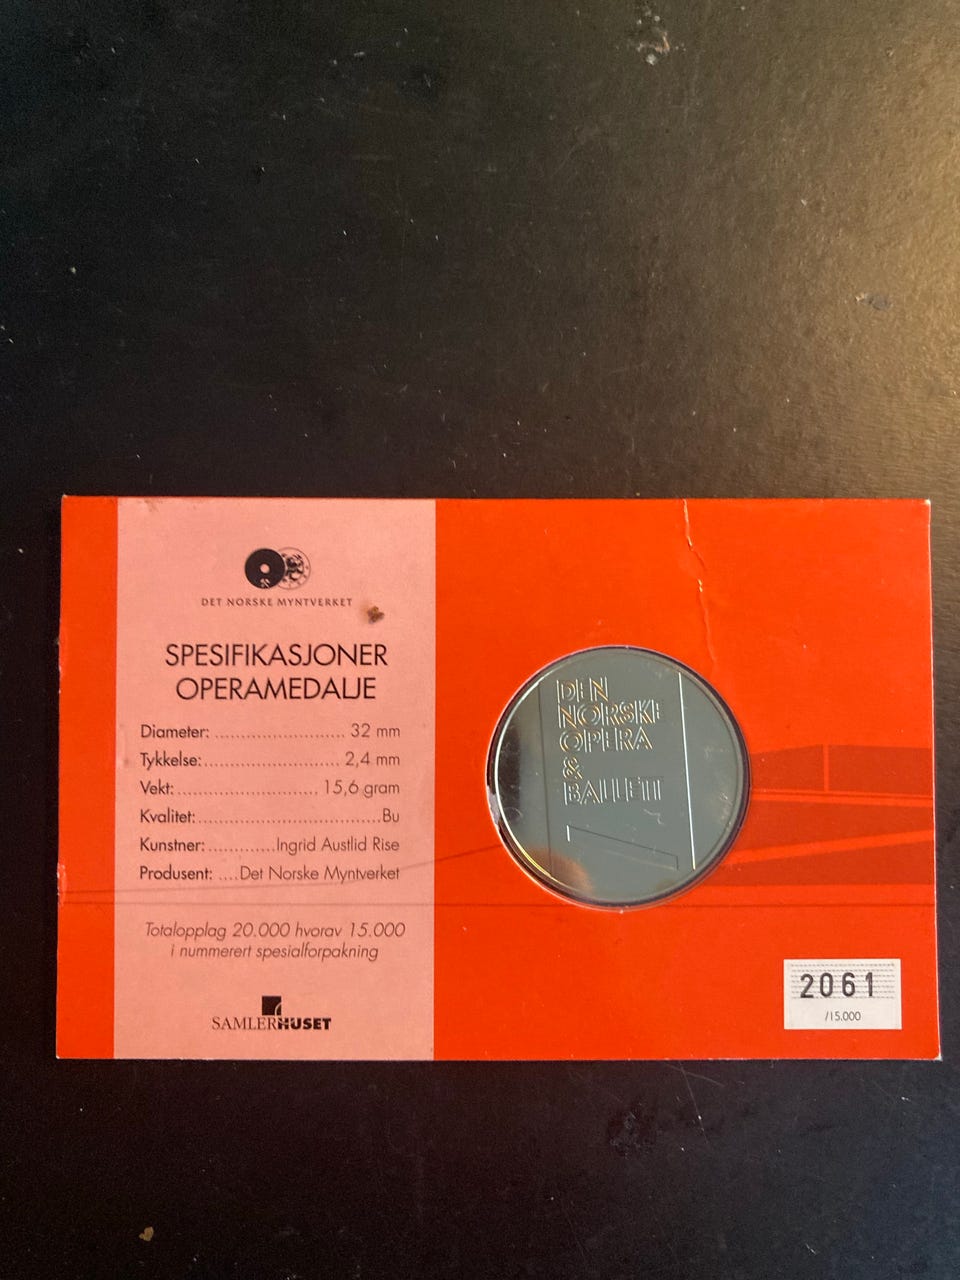 DET NORSKE MYNTVERKET
SPESIFIKASJONER
OPERAMEDALJE
Diameter: ........................ 32 mm
Tykkelse:......................... 2,4 mm
Vekt:.......................... 15,6 gram
Kvalitet:..................................Bu
Kunstner:.............Ingrid Austlid Rise
Produsent: ....Det Norske Myntverket
Totalopplag 20.000 hvorav 15.000
i nummerert spesialforpakning
SAMLERHUSET
DEN
NORSKE
OPERA
&
BALLETT
2061
/15.000